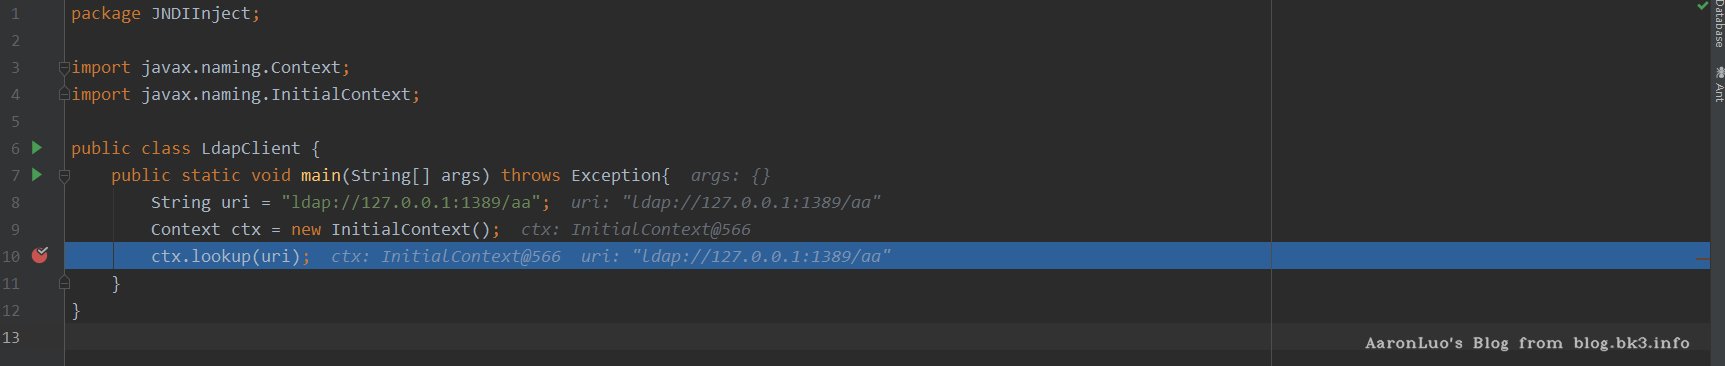 1 package JNDIInject;
2
3 import javax.naming.Context;
4 import javax.naming.InitialContext;
5
6 public class LdapClient {
7 public static void main(String[] args) throws Exception{ args: {}
8 String uri = "ldap://127.0.0.1:1389/aa"; uri: "ldap://127.0.0.1:1389/aa"
9 Context ctx = new InitialContext(); ctx: InitialContext@566
10 ctx.lookup(uri); ctx: InitialContext@566 uri: "ldap://127.0.0.1:1389/aa"
11 }
12 }
13
Database
Ant
AaronLuo's Blog from blog.bk3.info